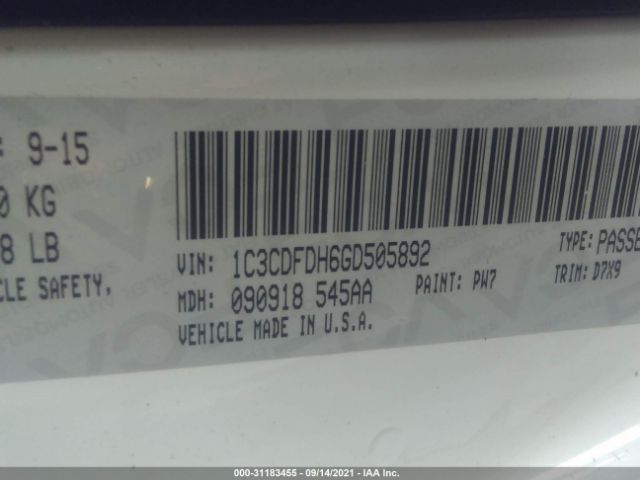 : 9-15
0 KG
8 LB
CLE SAFETY,
VIN: 1C3CDFDH6GD505892
TYPE: PASSE
MDH: 090918 545AA
PAINT: PW7
TRIM: D7X9
VEHICLE MADE IN U.S.A.
000-31183455 - 09/14/2021 - IAA Inc.